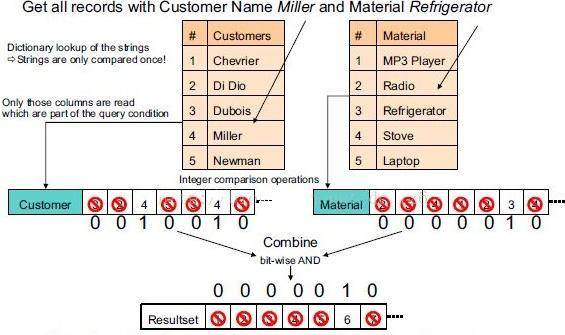 Get all records with Customer Name Miller and Material Refrigerator
Dictionary lookup of the strings
⇨ Strings are only compared once!
Only those columns are read
which are part of the query condition
# Customers
1 Chevrier
2 Di Dio
3 Dubois
4 Miller
5 Newman
# Material
1 MP3 Player
2 Radio
3 Refrigerator
4 Stove
5 Laptop
Integer comparison operations
Customer 4 4
0 0 1 0 0 1 0
Material 3
0 0 0 0 0 1 0
Combine
bit-wise AND
0 0 0 0 0 1 0
Resultset 6